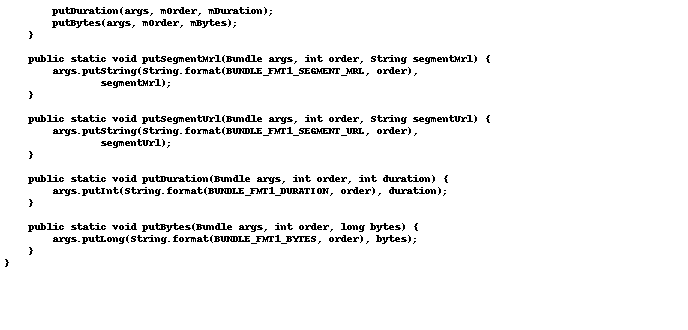 putDuration(args, mOrder, mDuration);
        putBytes(args, mOrder, mBytes);
    }

    public static void putSegmentMrl(Bundle args, int order, String segmentMrl) {
        args.putString(String.format(BUNDLE_FMT1_SEGMENT_MRL, order),
                segmentMrl);
    }

    public static void putSegmentUrl(Bundle args, int order, String segmentUrl) {
        args.putString(String.format(BUNDLE_FMT1_SEGMENT_URL, order),
                segmentUrl);
    }

    public static void putDuration(Bundle args, int order, int duration) {
        args.putInt(String.format(BUNDLE_FMT1_DURATION, order), duration);
    }

    public static void putBytes(Bundle args, int order, long bytes) {
        args.putLong(String.format(BUNDLE_FMT1_BYTES, order), bytes);
    }
}